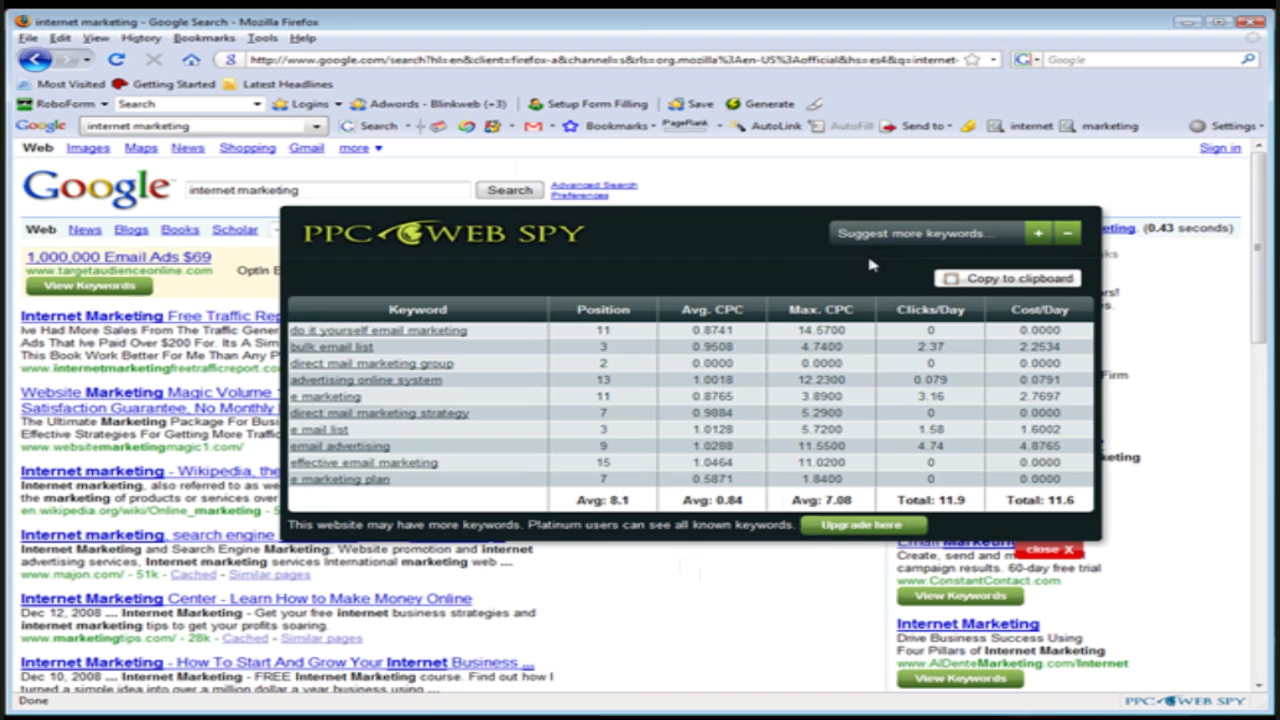 internet marketing - Google Search - Mozilla Firefox
File Edit View History Bookmarks Tools Help
http://www.google.com/search?hl=en&client=firefox-a&channel=s&rls=org.mozilla%3Aen-US%3Aofficial&hs=es4&q=internet- Google
Most Visited Getting Started Latest Headlines
RoboForm Search Logins Adwords - Blinkweb (+3) Setup Form Filling Save Generate
Google internet marketing Search Bookmarks PageRank AutoLink AutoFill Send to internet marketing Settings
Web Images Maps News Shopping Gmail more Sign in
Google internet marketing Search Advanced Search
Preferences
Web News Blogs Books Scholar eting. (0.43 seconds)
PPC WEB SPY Suggest more keywords... + -
1,000,000 Email Ads $69
www.targetaudienceonline.com OptIn E
View Keywords
Copy to clipboard
Keyword Position Avg. CPC Max. CPC Clicks/Day Cost/Day
do it yourself email marketing 11 0.8741 14.5700 0 0.0000
bulk email list 3 0.9508 4.7400 2.37 2.2534
direct mail marketing group 2 0.0000 0.0000 0 0.0000
advertising online system 13 1.0018 12.2300 0.079 0.0791
e marketing 11 0.8765 3.8900 3.16 2.7697
direct mail marketing strategy 7 0.9884 5.2900 0 0.0000
e mail list 3 1.0128 5.7200 1.58 1.6002
email advertising 9 1.0288 11.5500 4.74 4.8765
effective email marketing 15 1.0464 11.0200 0 0.0000
e marketing plan 7 0.5871 1.8400 0 0.0000
Avg: 8.1 Avg: 0.84 Avg: 7.08 Total: 11.9 Total: 11.6
This website may have more keywords. Platinum users can see all known keywords. Upgrade here
close X
Internet Marketing Free Traffic Rep
Ive Had More Sales From The Traffic Gener
Ads That Ive Paid Over $200 For. Its A Sim
This Book Work Better For Me Than Any P
www.internetmarketingfreetrafficreport.co
Website Marketing Magic Volume 1
Satisfaction Guarantee, No Monthly
The Ultimate Marketing Package For Busi
Effective Strategies For Getting More Traffic
www.websitemarketingmagic1.com/
Internet marketing - Wikipedia, the
Internet marketing, also referred to as we
the marketing of products or services over
en.wikipedia.org/wiki/Online_marketing - 5
Internet marketing, search engine
Internet Marketing and Search Engine Marketing; Website promotion and internet
advertising services, Internet marketing services International marketing web ...
www.majon.com/ - 51k - Cached - Similar pages
Internet Marketing Center - Learn How to Make Money Online
Dec 12, 2008 ... Internet Marketing - Get your free internet business strategies and
internet marketing tips to get your profits soaring.
www.marketingtips.com/ - 28k - Cached - Similar pages
Internet Marketing - How To Start And Grow Your Internet Business ...
Dec 10, 2008 ... Internet Marketing - FREE Internet Marketing course. Find out how I
turned a simple idea into over a million dollar a year business using ...
ks
rs!
s.
Firm
keting
Email Marketing
Create, send and m
campaign results. 60-day free trial
www.ConstantContact.com
View Keywords
Internet Marketing
Drive Business Success Using
Four Pillars of Internet Marketing
www.AlDenteMarketing.com/Internet
View Keywords
Done PPC WEB SPY